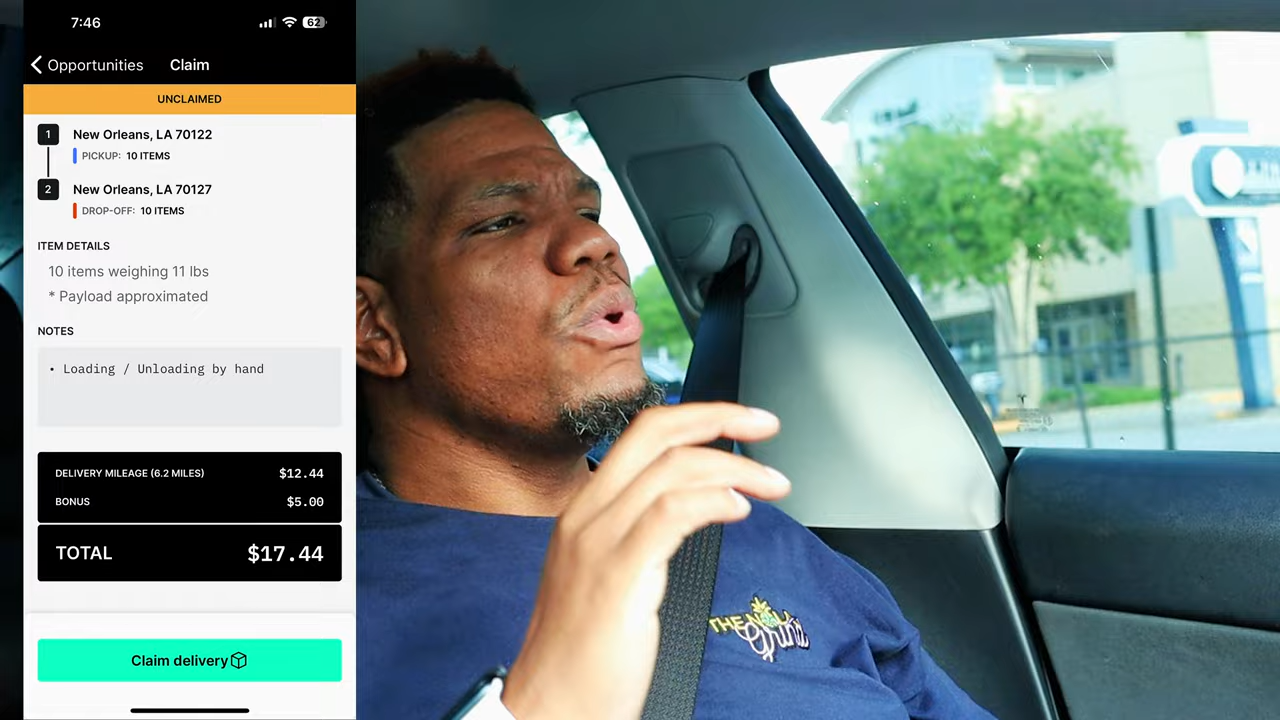 7:46
62
Opportunities
Claim
UNCLAIMED
1
New Orleans, LA 70122
PICKUP: 10 ITEMS
2
New Orleans, LA 70127
DROP-OFF: 10 ITEMS
ITEM DETAILS
10 items weighing 11 lbs
* Payload approximated
NOTES
• Loading / Unloading by hand
DELIVERY MILEAGE (6.2 MILES) $12.44
BONUS $5.00
TOTAL $17.44
Claim delivery
THE NOLA
Grind